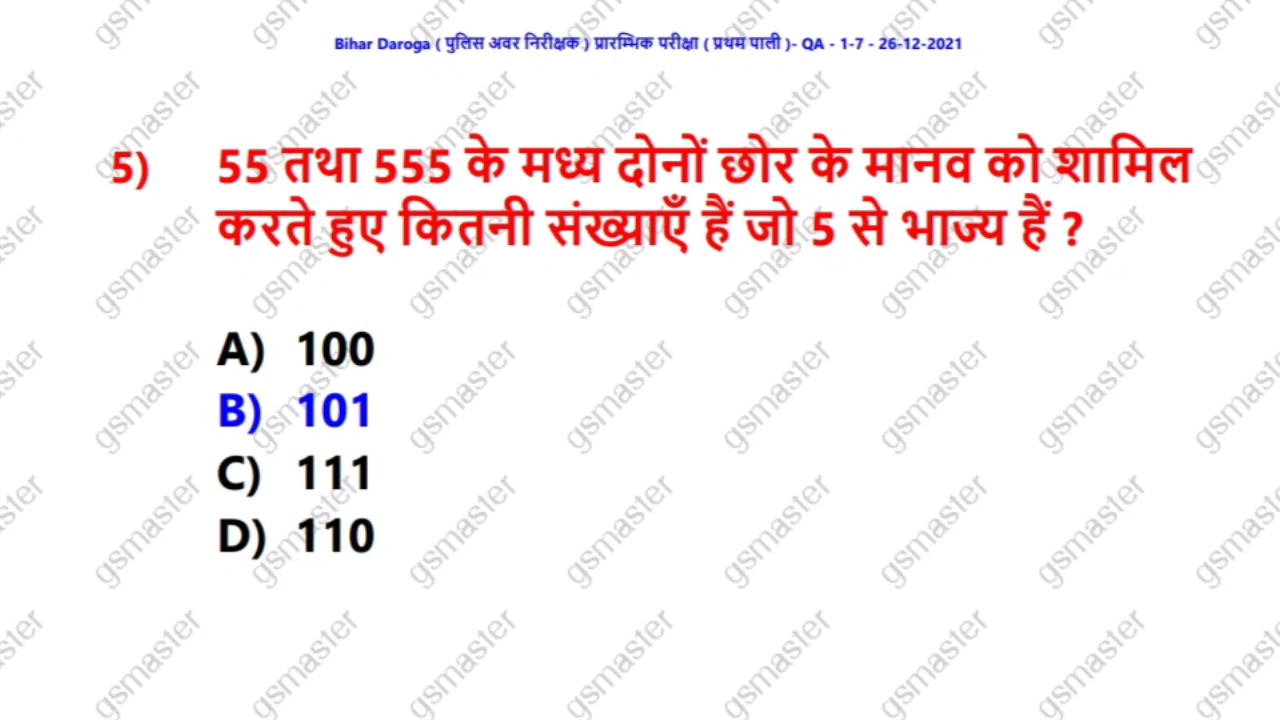 Bihar Daroga ( पुलिस अवर निरीक्षक ) प्रारम्भिक परीक्षा ( प्रथम पाली )- QA - 1-7 - 26-12-2021
5) 55 तथा 555 के मध्य दोनों छोर के मानव को शामिल
करते हुए कितनी संख्याएँ हैं जो 5 से भाज्य हैं ?
A) 100
B) 101
C) 111
D) 110
gsmaster